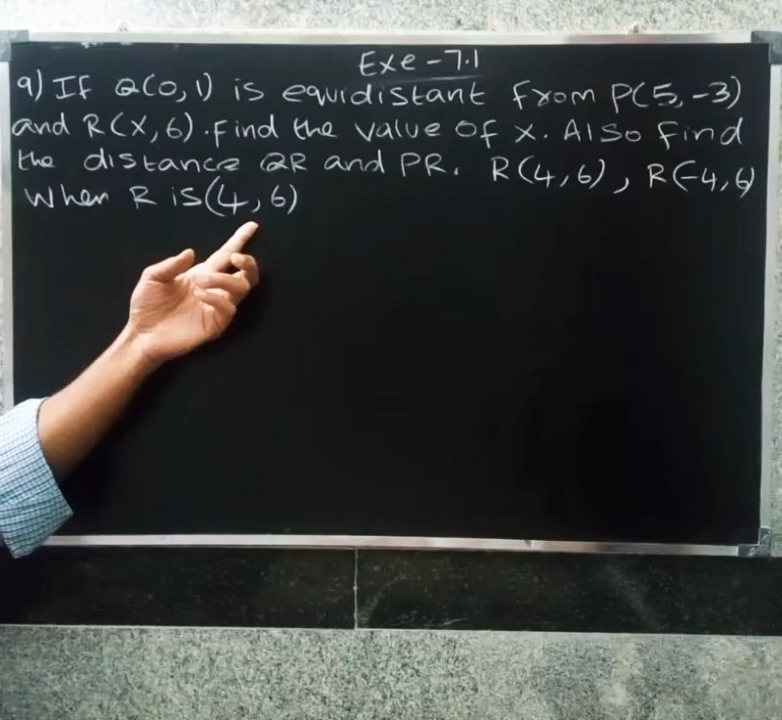 Exe-7.1
9) If Q(0,1) is equidistant from P(5,-3)
and R(x,6). find the value of x. Also find
the distance QR and PR. R(4,6), R(-4,6)
When R is(4,6)